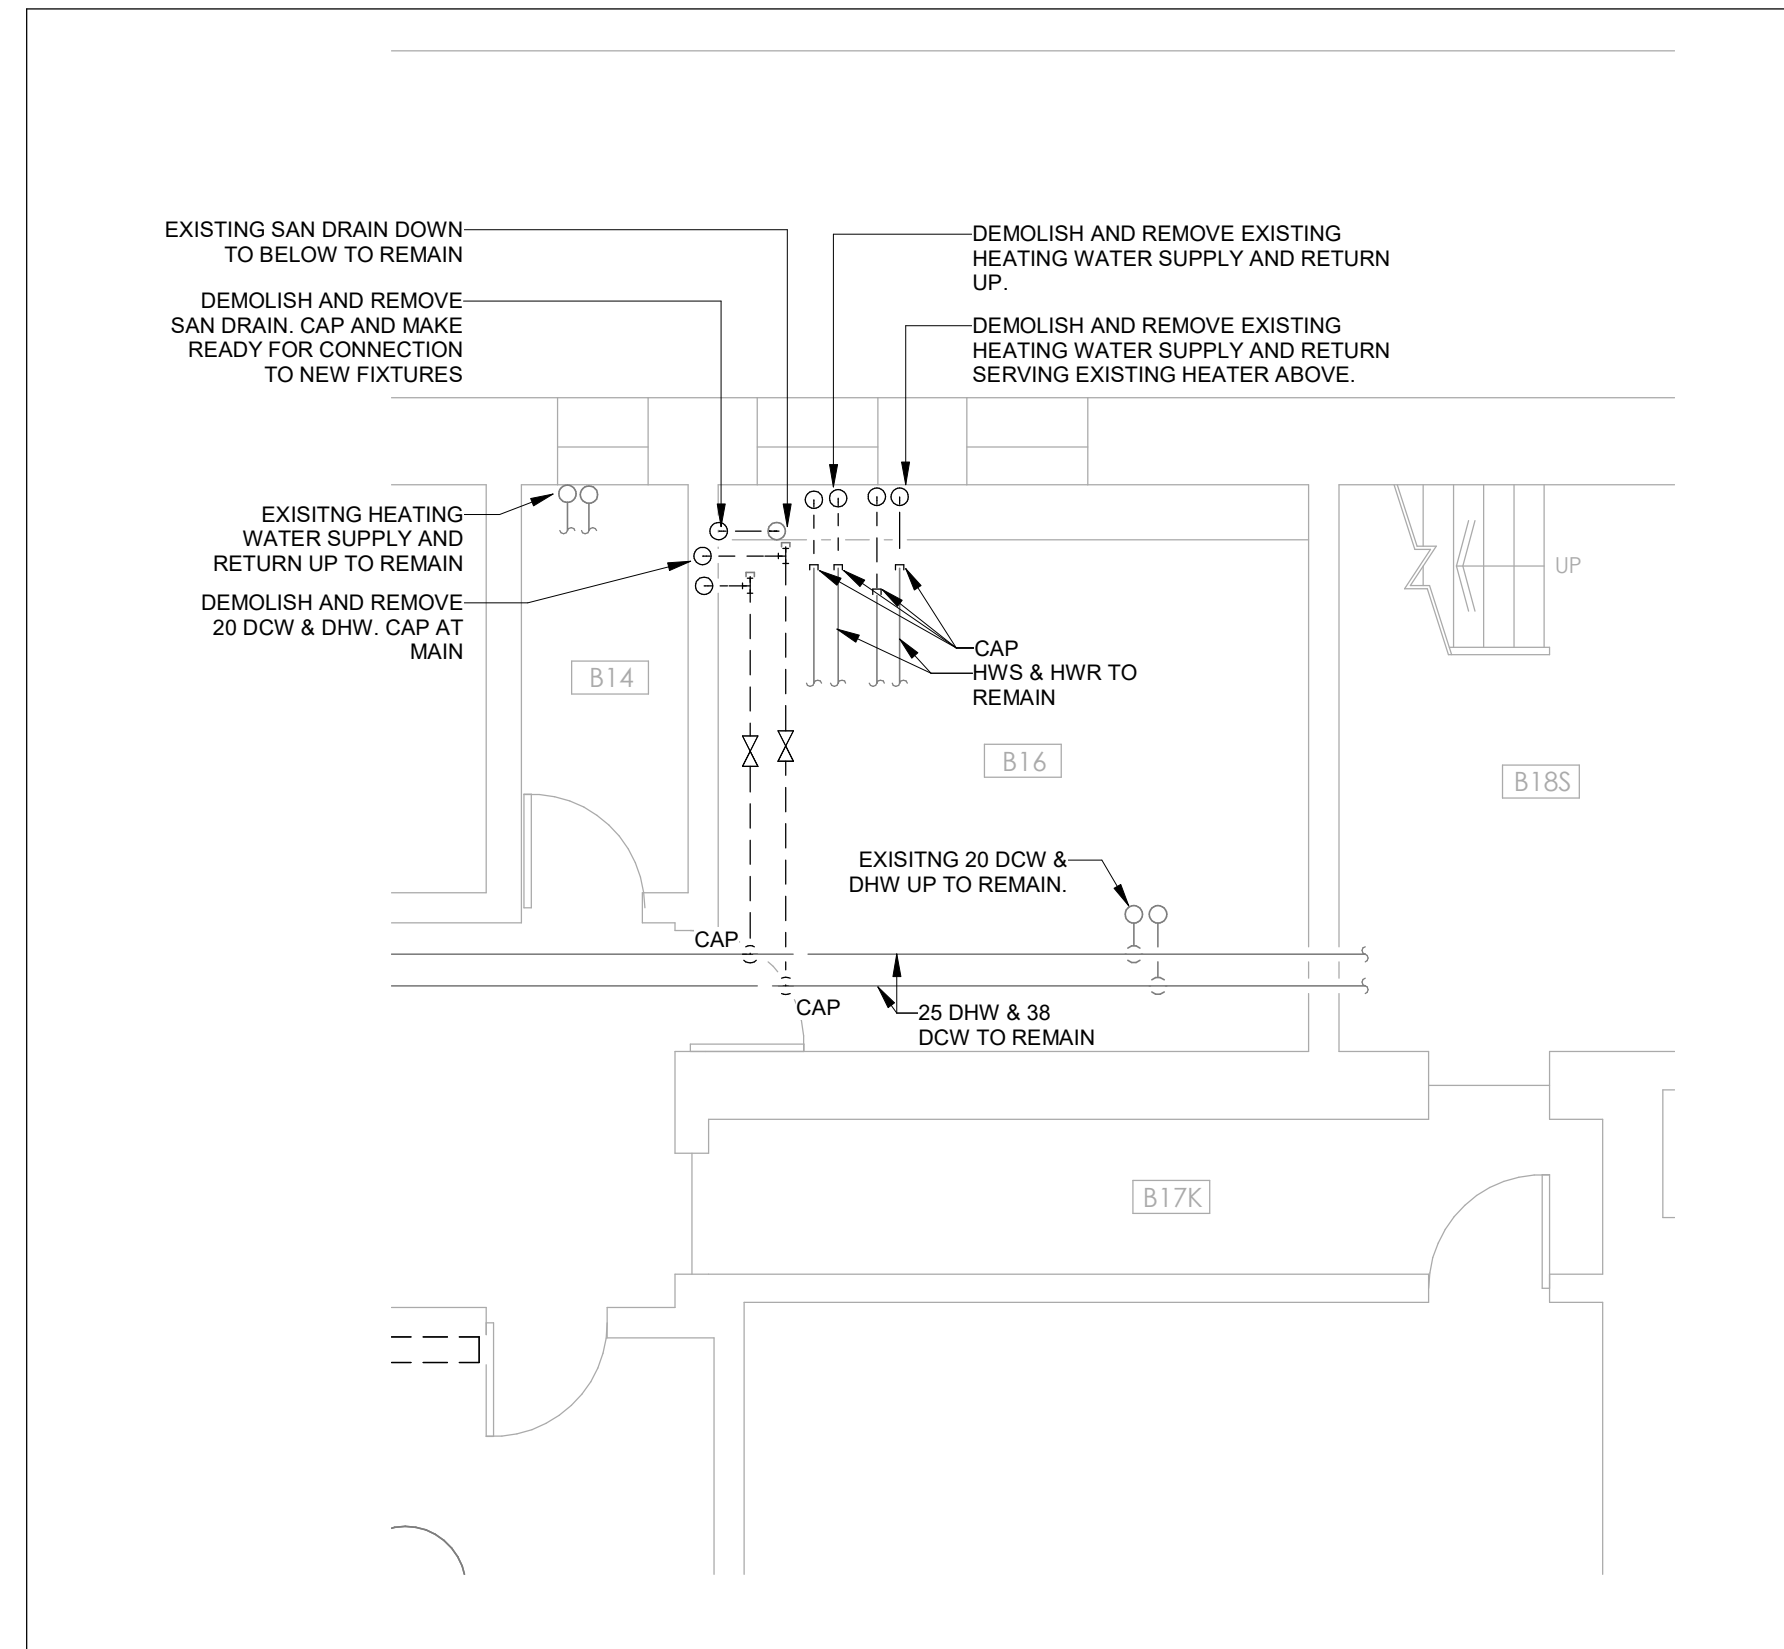 EXISTING SAN DRAIN DOWN
TO BELOW TO REMAIN
DEMOLISH AND REMOVE
SAN DRAIN. CAP AND MAKE
READY FOR CONNECTION
TO NEW FIXTURES
DEMOLISH AND REMOVE EXISTING
HEATING WATER SUPPLY AND RETURN
UP.
DEMOLISH AND REMOVE EXISTING
HEATING WATER SUPPLY AND RETURN
SERVING EXISTING HEATER ABOVE.
EXISITNG HEATING
WATER SUPPLY AND
RETURN UP TO REMAIN
DEMOLISH AND REMOVE
20 DCW & DHW. CAP AT
MAIN
UP
CAP
HWS & HWR TO
REMAIN
B14
B16
B18S
EXISITNG 20 DCW &
DHW UP TO REMAIN.
CAP
CAP
25 DHW & 38
DCW TO REMAIN
B17K